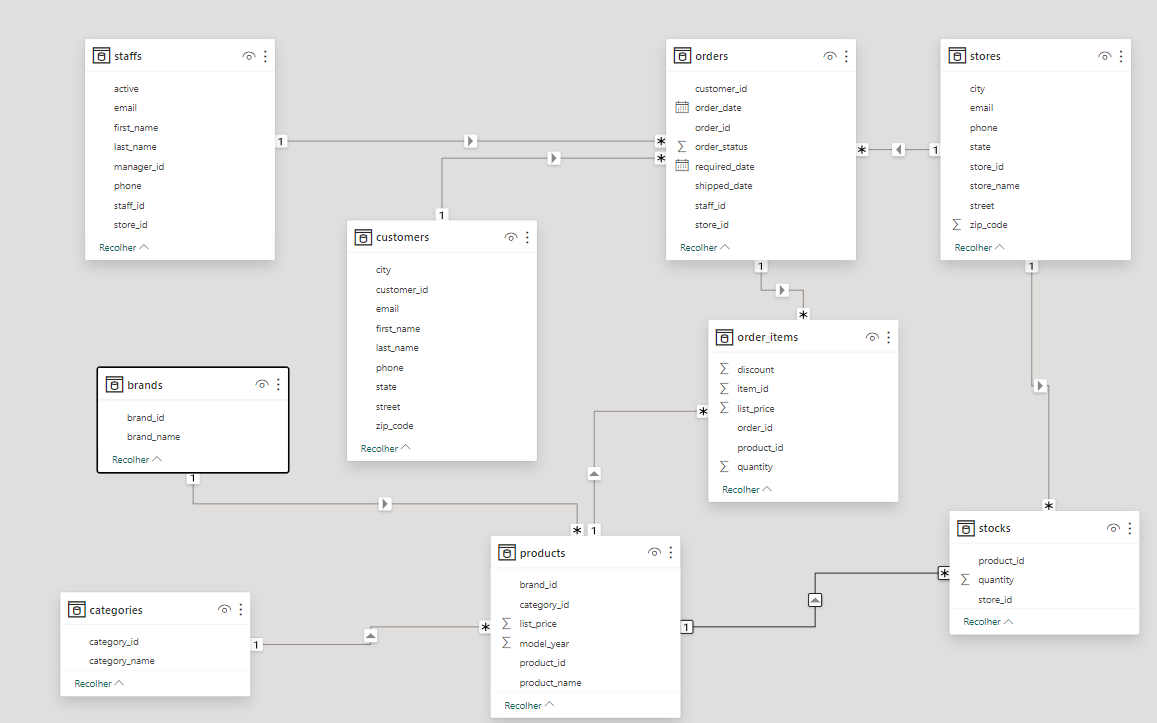 staffs
active
email
first_name
last_name
manager_id
phone
staff_id
store_id
Recolher
orders
customer_id
order_date
order_id
order_status
required_date
shipped_date
staff_id
store_id
Recolher
stores
city
email
phone
state
store_id
store_name
street
zip_code
Recolher
1
*
*
1
*
1
customers
city
customer_id
email
first_name
last_name
phone
state
street
zip_code
Recolher
1
*
1
order_items
discount
item_id
list_price
order_id
product_id
quantity
Recolher
brands
brand_id
brand_name
Recolher
1
*
*
1
*
stocks
product_id
quantity
store_id
Recolher
products
brand_id
category_id
list_price
model_year
product_id
product_name
Recolher
categories
category_id
category_name
Recolher
1
*
1
*